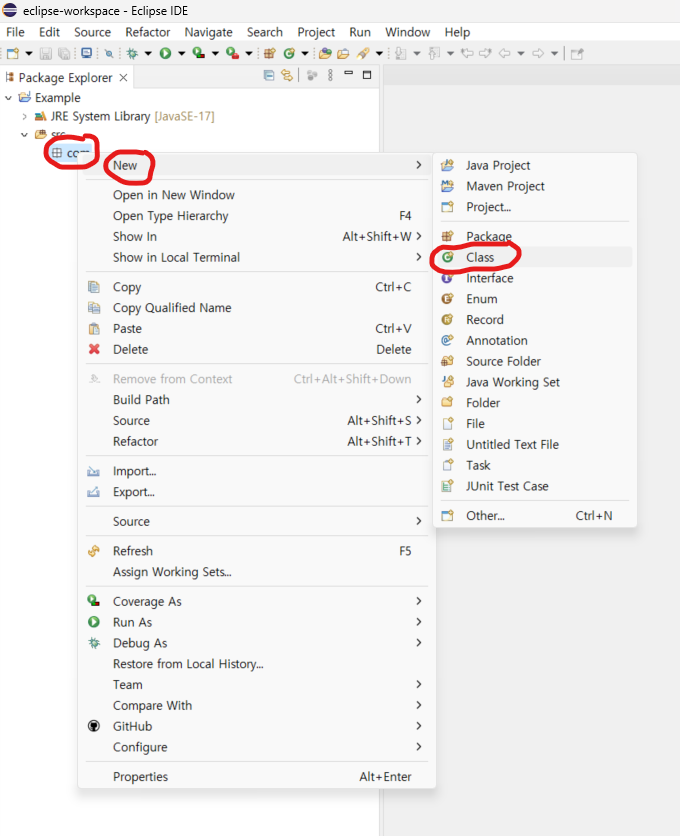 eclipse-workspace - Eclipse IDE
File Edit Source Refactor Navigate Search Project Run Window Help
Package Explorer
Example
JRE System Library [JavaSE-17]
src
New
Open in New Window
Open Type Hierarchy F4
Show In Alt+Shift+W
Show in Local Terminal
Copy Ctrl+C
Copy Qualified Name
Paste Ctrl+V
Delete Delete
Remove from Context Ctrl+Alt+Shift+Down
Build Path
Source Alt+Shift+S
Refactor Alt+Shift+T
Import...
Export...
Source
Refresh F5
Assign Working Sets...
Coverage As
Run As
Debug As
Restore from Local History...
Team
Compare With
GitHub
Configure
Properties Alt+Enter
Java Project
Maven Project
Project...
Package
Class
Interface
Enum
Record
Annotation
Source Folder
Java Working Set
Folder
File
Untitled Text File
Task
JUnit Test Case
Other... Ctrl+N